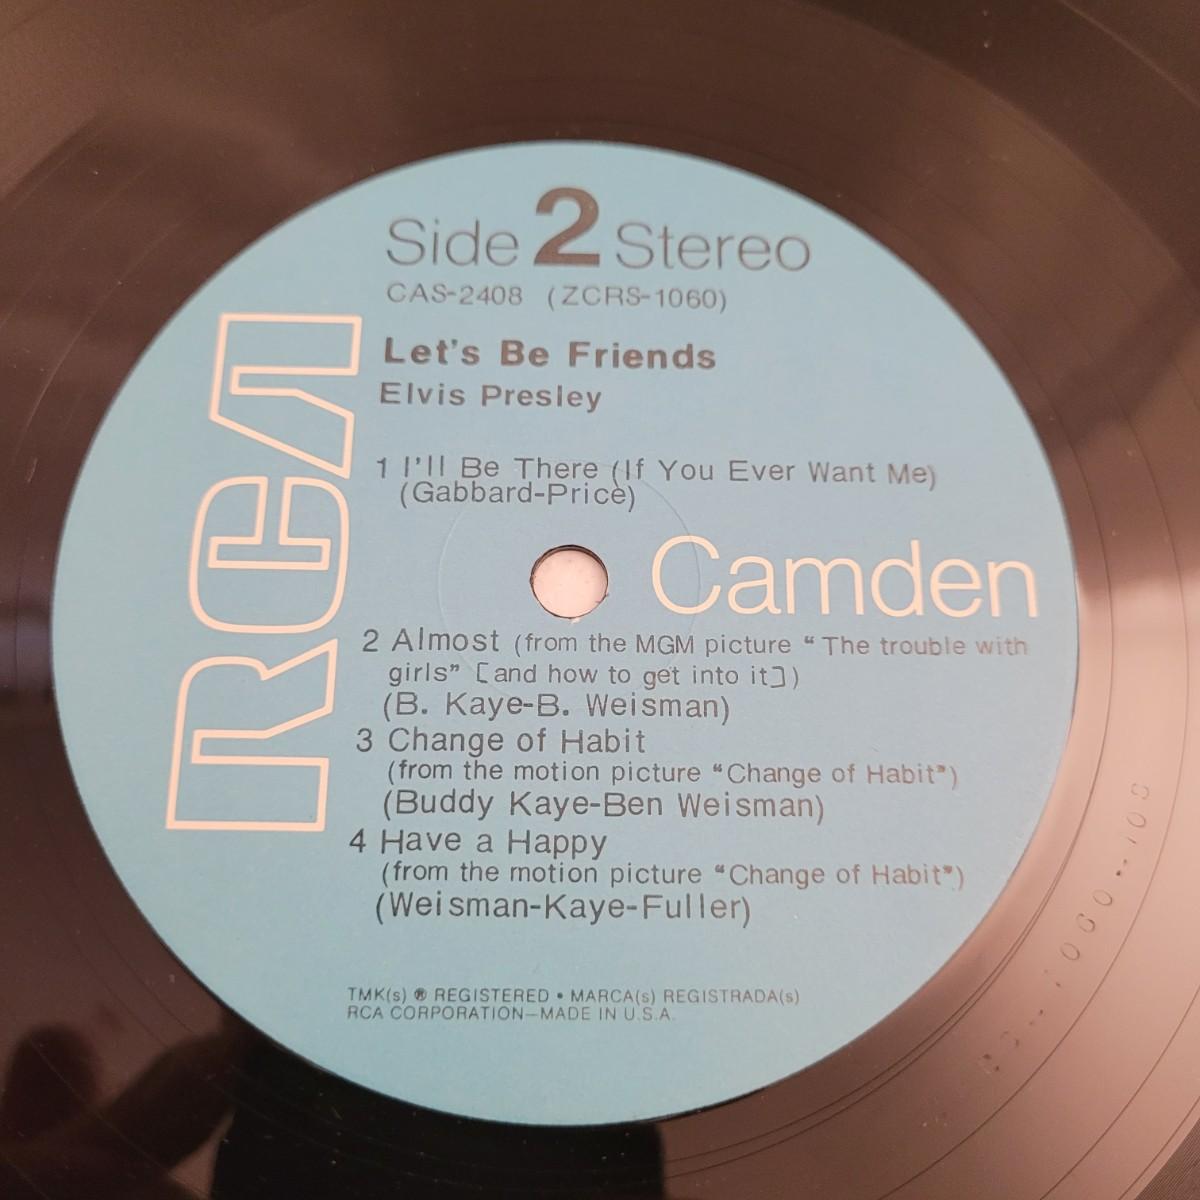 Side 2 Stereo
CAS-2408 (ZCRS-1060)
Let's Be Friends
Elvis Presley
1 I'll Be There (If You Ever Want Me)
(Gabbard-Price)
RCA
Camden
2 Almost (from the MGM picture “The trouble with
girls” [and how to get into it])
(B. Kaye-B. Weisman)
3 Change of Habit
(from the motion picture “Change of Habit”)
(Buddy Kaye-Ben Weisman)
4 Have a Happy
(from the motion picture “Change of Habit”)
(Weisman-Kaye-Fuller)
TMK(s) ® REGISTERED • MARCA(s) REGISTRADA(s)
RCA CORPORATION—MADE IN U.S.A.